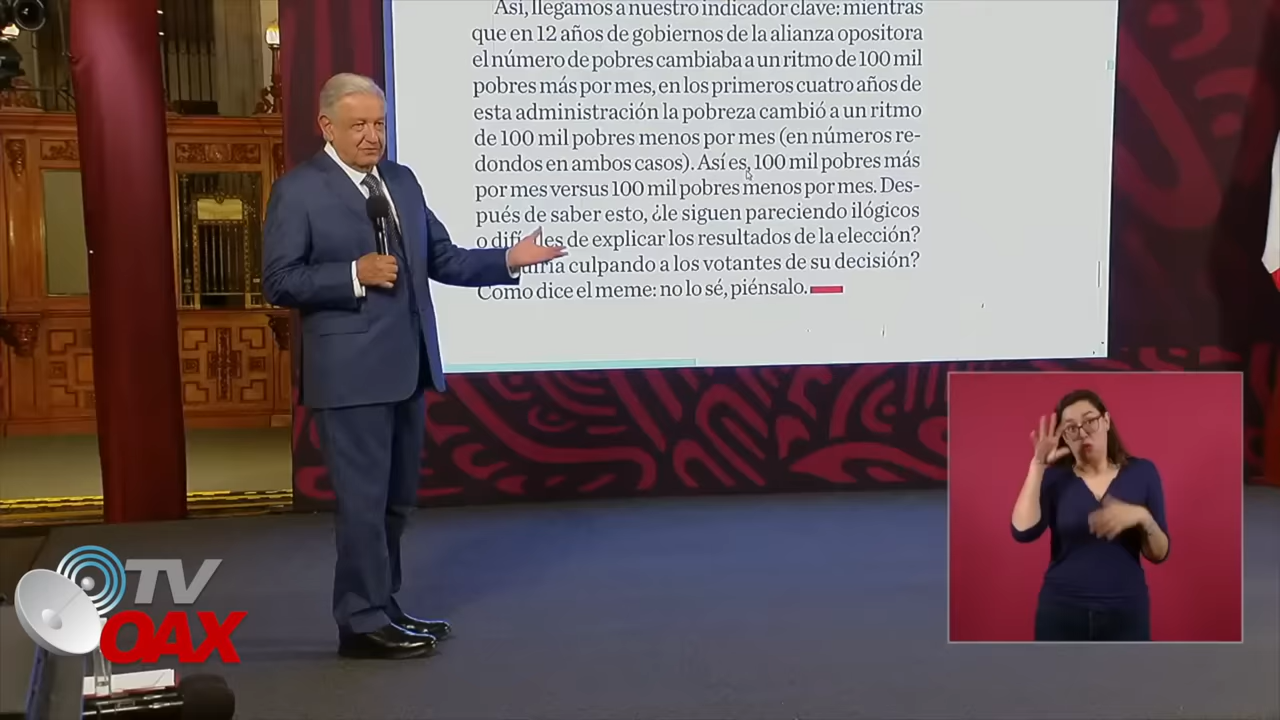 Así, llegamos a nuestro indicador clave: mientras
que en 12 años de gobiernos de la alianza opositora
el número de pobres cambiaba a un ritmo de 100 mil
pobres más por mes, en los primeros cuatro años de
esta administración la pobreza cambió a un ritmo
de 100 mil pobres menos por mes (en números re-
dondos en ambos casos). Así es, 100 mil pobres más
por mes versus 100 mil pobres menos por mes. Des-
pués de saber esto, ¿le siguen pareciendo ilógicos
o de explicar los resultados de la elección?
culpando a los votantes de su decisión?
Como dice el meme: no lo sé, piénsalo.
TV
OAX